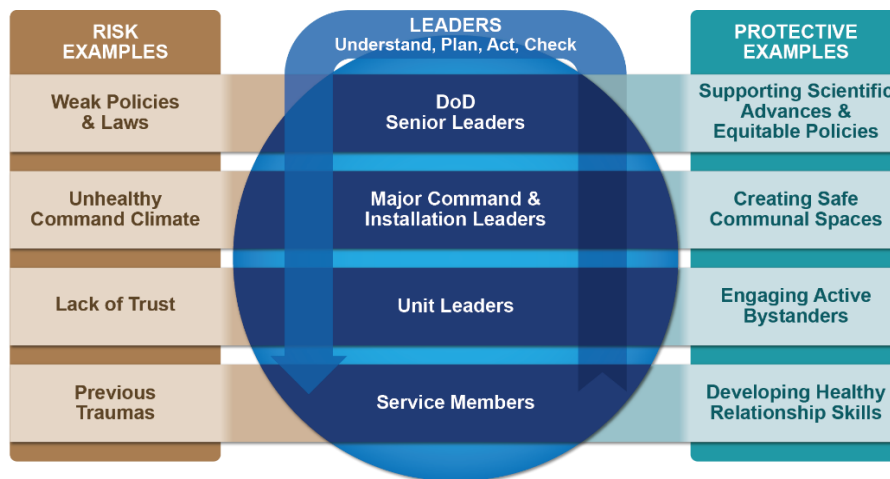 RISK
EXAMPLES
LEADERS
Understand, Plan, Act, Check
PROTECTIVE
EXAMPLES
Weak Policies
& Laws
DoD
Senior Leaders
Supporting Scientific
Advances &
Equitable Policies
Unhealthy
Command Climate
Major Command &
Installation Leaders
Creating Safe
Communal Spaces
Lack of Trust
Unit Leaders
Engaging Active
Bystanders
Previous
Traumas
Service Members
Developing Healthy
Relationship Skills